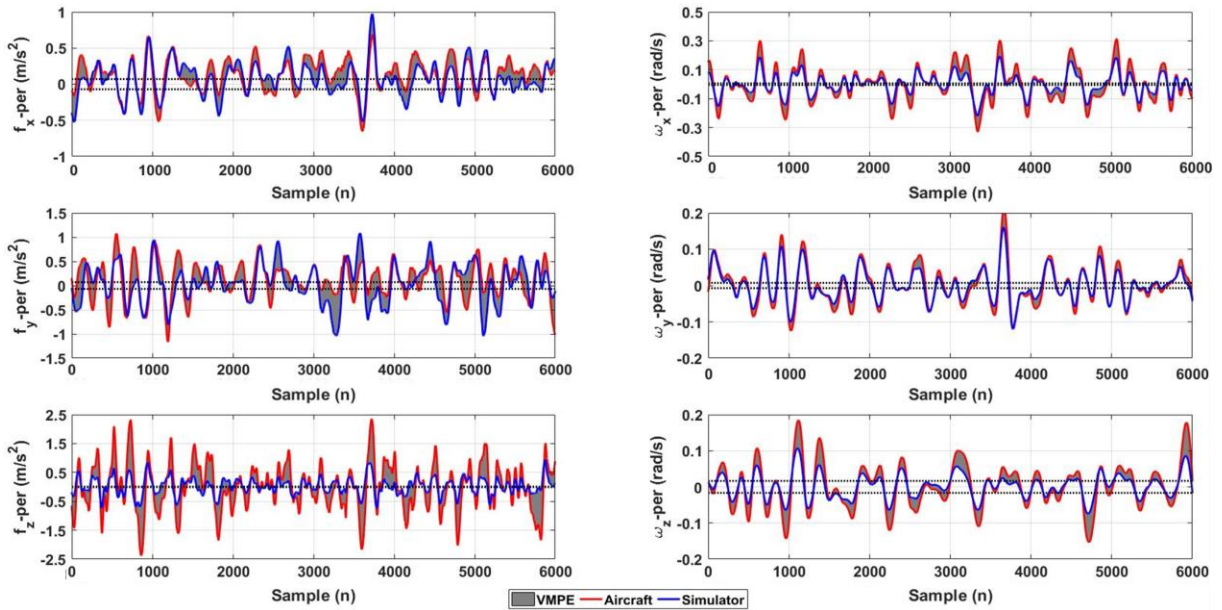 f_x-per (m/s²)
1
0.5
0
-0.5
-1
0 1000 2000 3000 4000 5000 6000
Sample (n)
ω_x-per (rad/s)
0.5
0.3
0.1
-0.1
-0.3
-0.5
0 1000 2000 3000 4000 5000 6000
Sample (n)
f_y-per (m/s²)
1.5
1
0.5
0
-0.5
-1
-1.5
0 1000 2000 3000 4000 5000 6000
Sample (n)
ω_y-per (rad/s)
0.2
0.1
0
-0.1
0.2
0 1000 2000 3000 4000 5000 6000
Sample (n)
f_z-per (m/s²)
2.5
1.5
0.5
-0.5
-1.5
-2.5
0 1000 2000 3000 4000 5000 6000
Sample (n)
ω_z-per (rad/s)
0.2
0.1
0
-0.1
0.2
0 1000 2000 3000 4000 5000 6000
Sample (n)
VMPE Aircraft Simulator